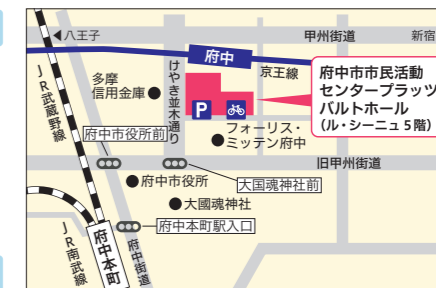 八王子
甲州街道
新宿
府中
京王線
けやき並木通り
多摩
信用金庫
P
府中市市民活動
センタープラッツ
バルトホール
(ル・シーニュ5階)
フォーリス・
ミッテン府中
JR武蔵野線
府中市役所前
旧甲州街道
府中市役所
大国魂神社前
大國魂神社
府中本町駅入口
JR南武線
府中本町
府中街道